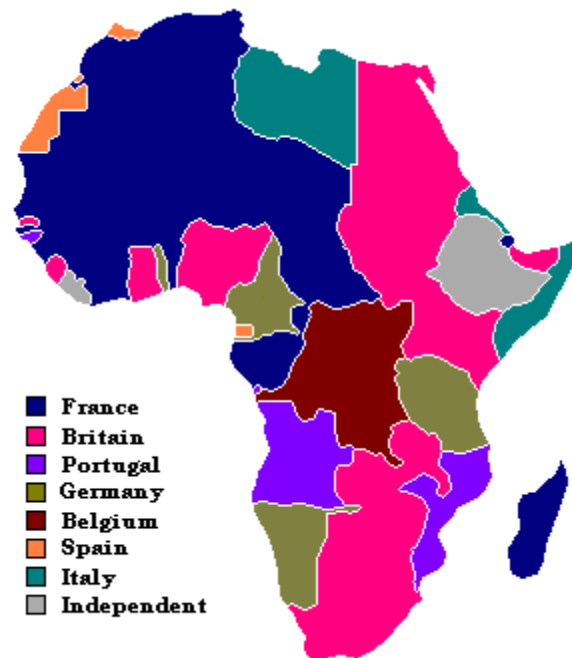 France
Britain
Portugal
Germany
Belgium
Spain
Italy
Independent